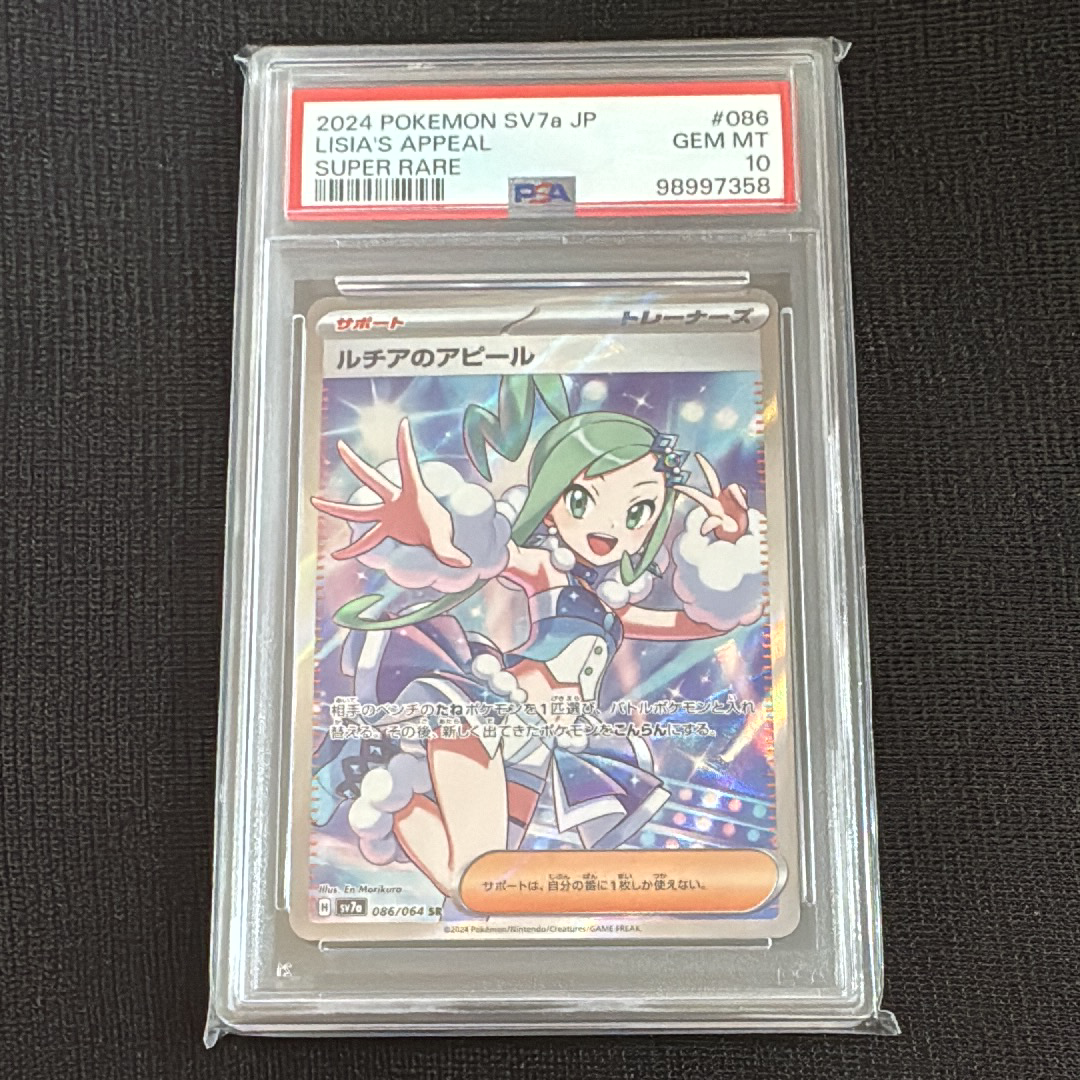 2024 POKEMON SV7a JP #086
LISIA'S APPEAL GEM MT
SUPER RARE 10
PSA 98997358
サポート トレーナーズ
ルチアのアピール
相手のベンチのたねポケモンを1匹選び、バトルポケモンと入れ
替える。その後、新しく出てきたポケモンをこんらんにする。
サポートは、自分の番に1枚しか使えない。
Illus. En Morikura
H sv7a 086/064 SR
©2024 Pokémon/Nintendo/Creatures/GAME FREAK